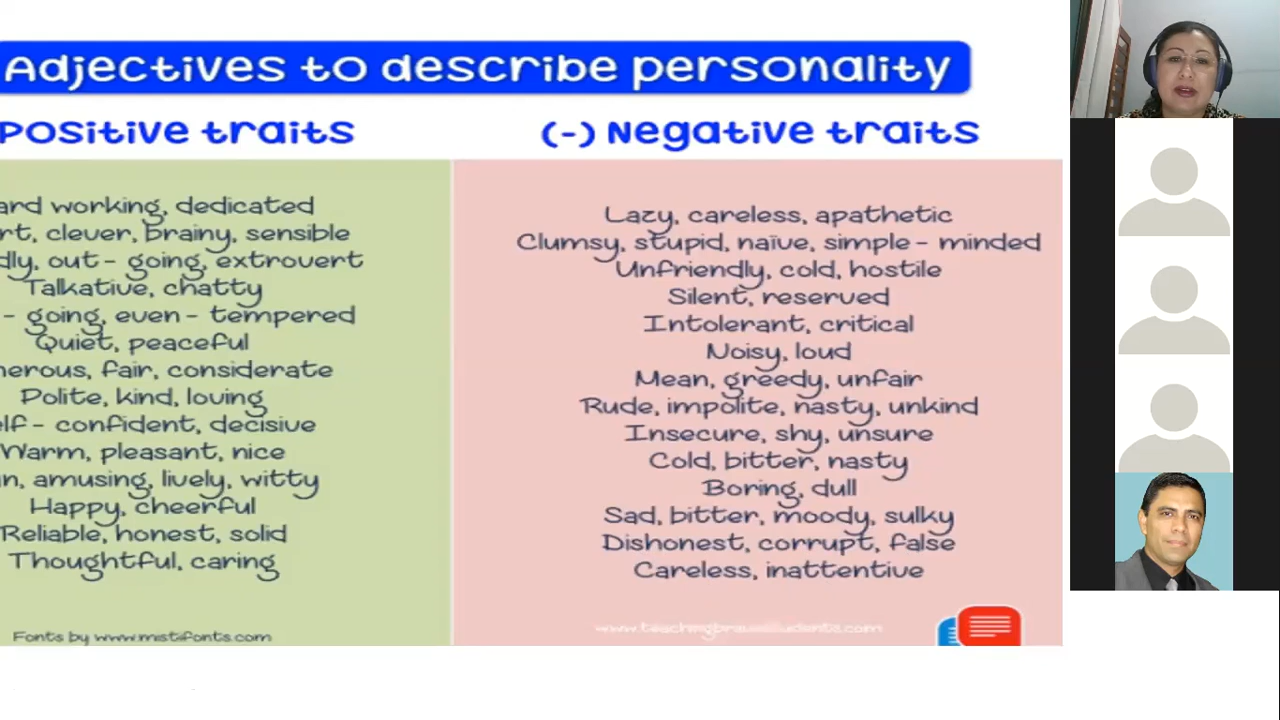 Adjectives to describe personality
Positive traits
(-) Negative traits
ard working, dedicated
rt, clever, brainy, sensible
dly, out - going, extrovert
Talkative, chatty
- going, even - tempered
Quiet, peaceful
nerous, fair, considerate
Polite, kind, loving
elf - confident, decisive
Warm, pleasant, nice
n, amusing, lively, witty
Happy, cheerful
Reliable, honest, solid
Thoughtful, caring
Fonts by www.mistifonts.com
Lazy, careless, apathetic
Clumsy, stupid, naïve, simple - minded
Unfriendly, cold, hostile
Silent, reserved
Intolerant, critical
Noisy, loud
Mean, greedy, unfair
Rude, impolite, nasty, unkind
Insecure, shy, unsure
Cold, bitter, nasty
Boring, dull
Sad, bitter, moody, sulky
Dishonest, corrupt, false
Careless, inattentive